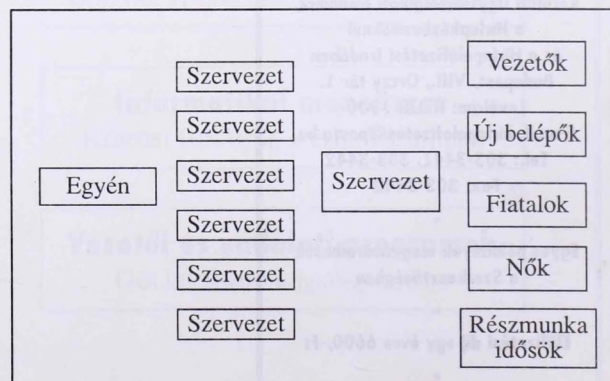 Egyén
Szervezet
Szervezet
Szervezet
Szervezet
Szervezet
Szervezet
Szervezet
Vezetők
Új belépők
Fiatalok
Nők
Részmunka
idősök